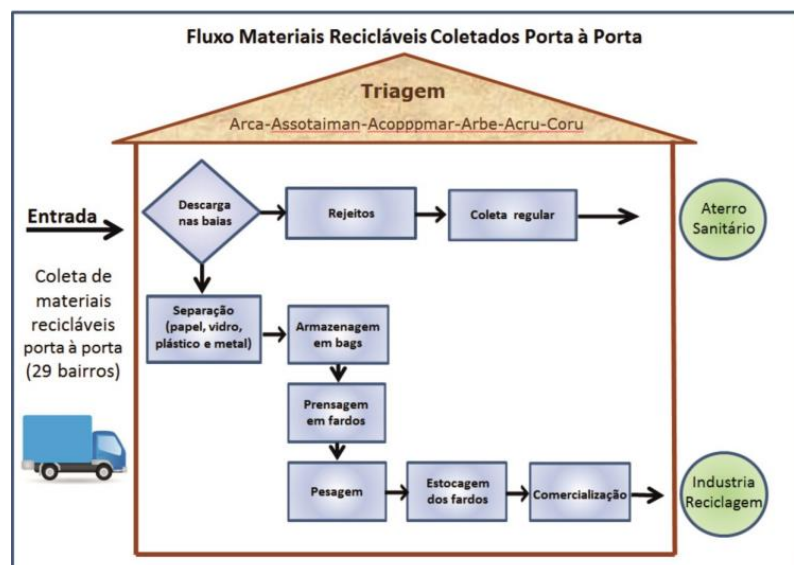 Fluxo Materiais Recicláveis Coletados Porta à Porta
Triagem
Arca-Assotaiman-Acopppmar-Arbe-Acru-Coru
Entrada
Coleta de
materiais
recicláveis
porta à porta
(29 bairros)
Descarga
nas baias
Rejeitos
Coleta regular
Aterro
Sanitário
Separação
(papel, vidro,
plástico e metal)
Armazenagem
em bags
Prensagem
em fardos
Pesagem
Estocagem
dos fardos
Comercialização
Industria
Reciclagem